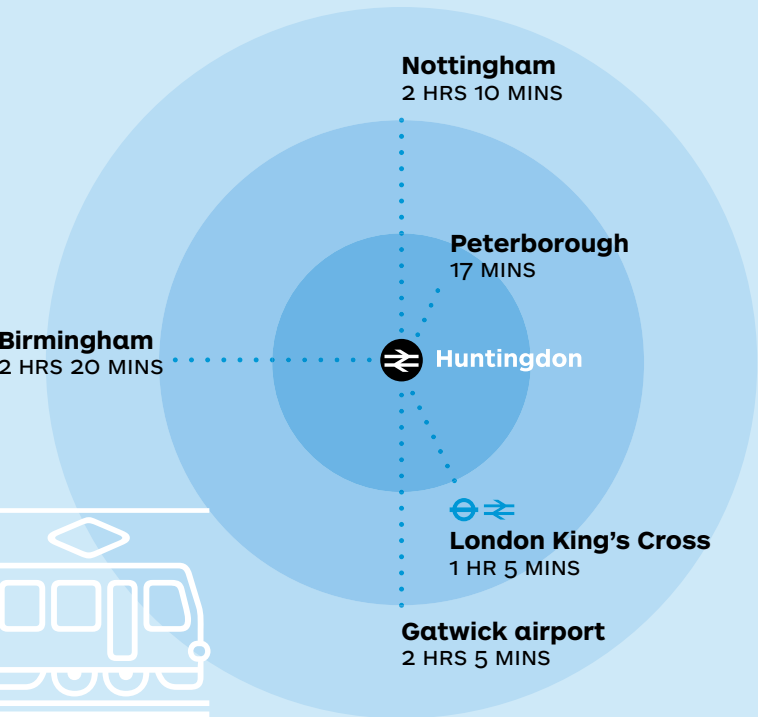 Nottingham
2 HRS 10 MINS
Peterborough
17 MINS
Birmingham
2 HRS 20 MINS
Huntingdon
London King's Cross
1 HR 5 MINS
Gatwick airport
2 HRS 5 MINS